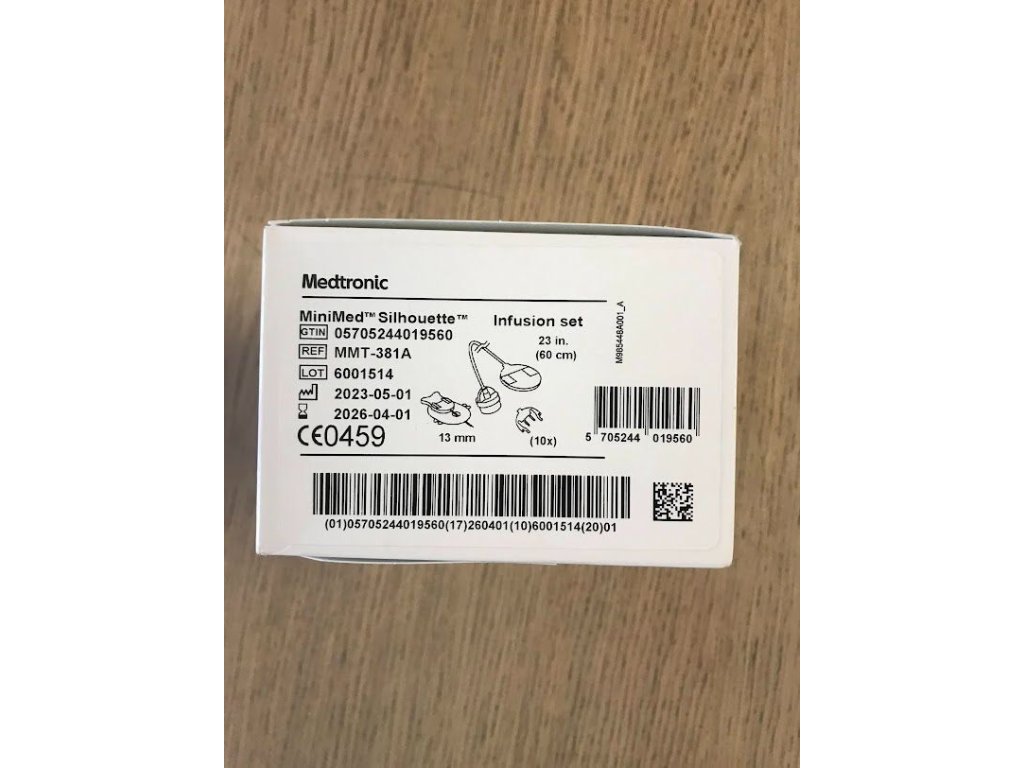 Medtronic
MiniMed™ Silhouette™
Infusion set
GTIN 05705244019560
REF MMT-381A
LOT 6001514
2023-05-01
2026-04-01
CE0459
23 in.
(60 cm)
13 mm
(10x)
M985448A001_A
5 705244 019560
(01)05705244019560(17)260401(10)6001514(20)01